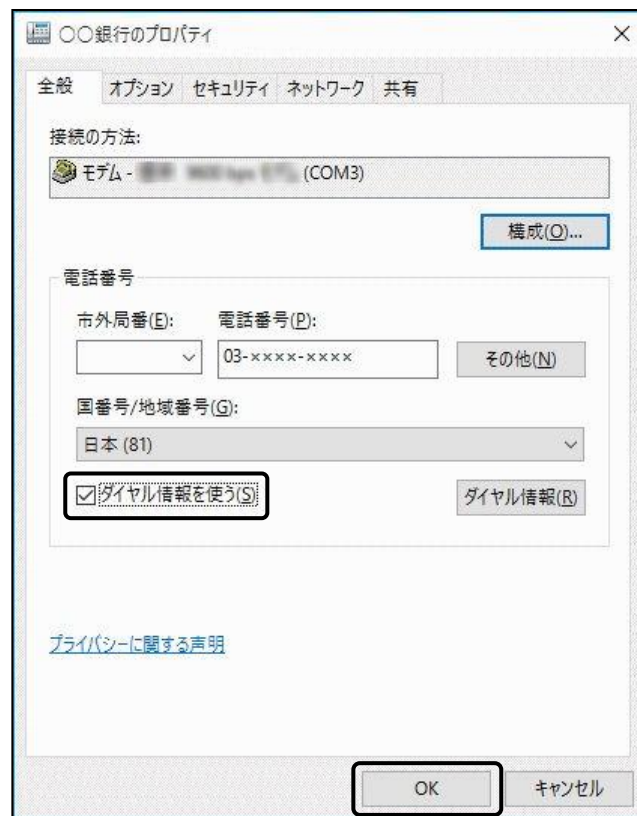 〇〇銀行のプロパティ
全般 オプション セキュリティ ネットワーク 共有
接続の方法:
モデム - (COM3)
構成(O)...
電話番号
市外局番(E): 電話番号(P):
03-××××-×××× その他(N)
国番号/地域番号(G):
日本 (81)
ダイヤル情報を使う(S) ダイヤル情報(R)
プライバシーに関する声明
OK キャンセル